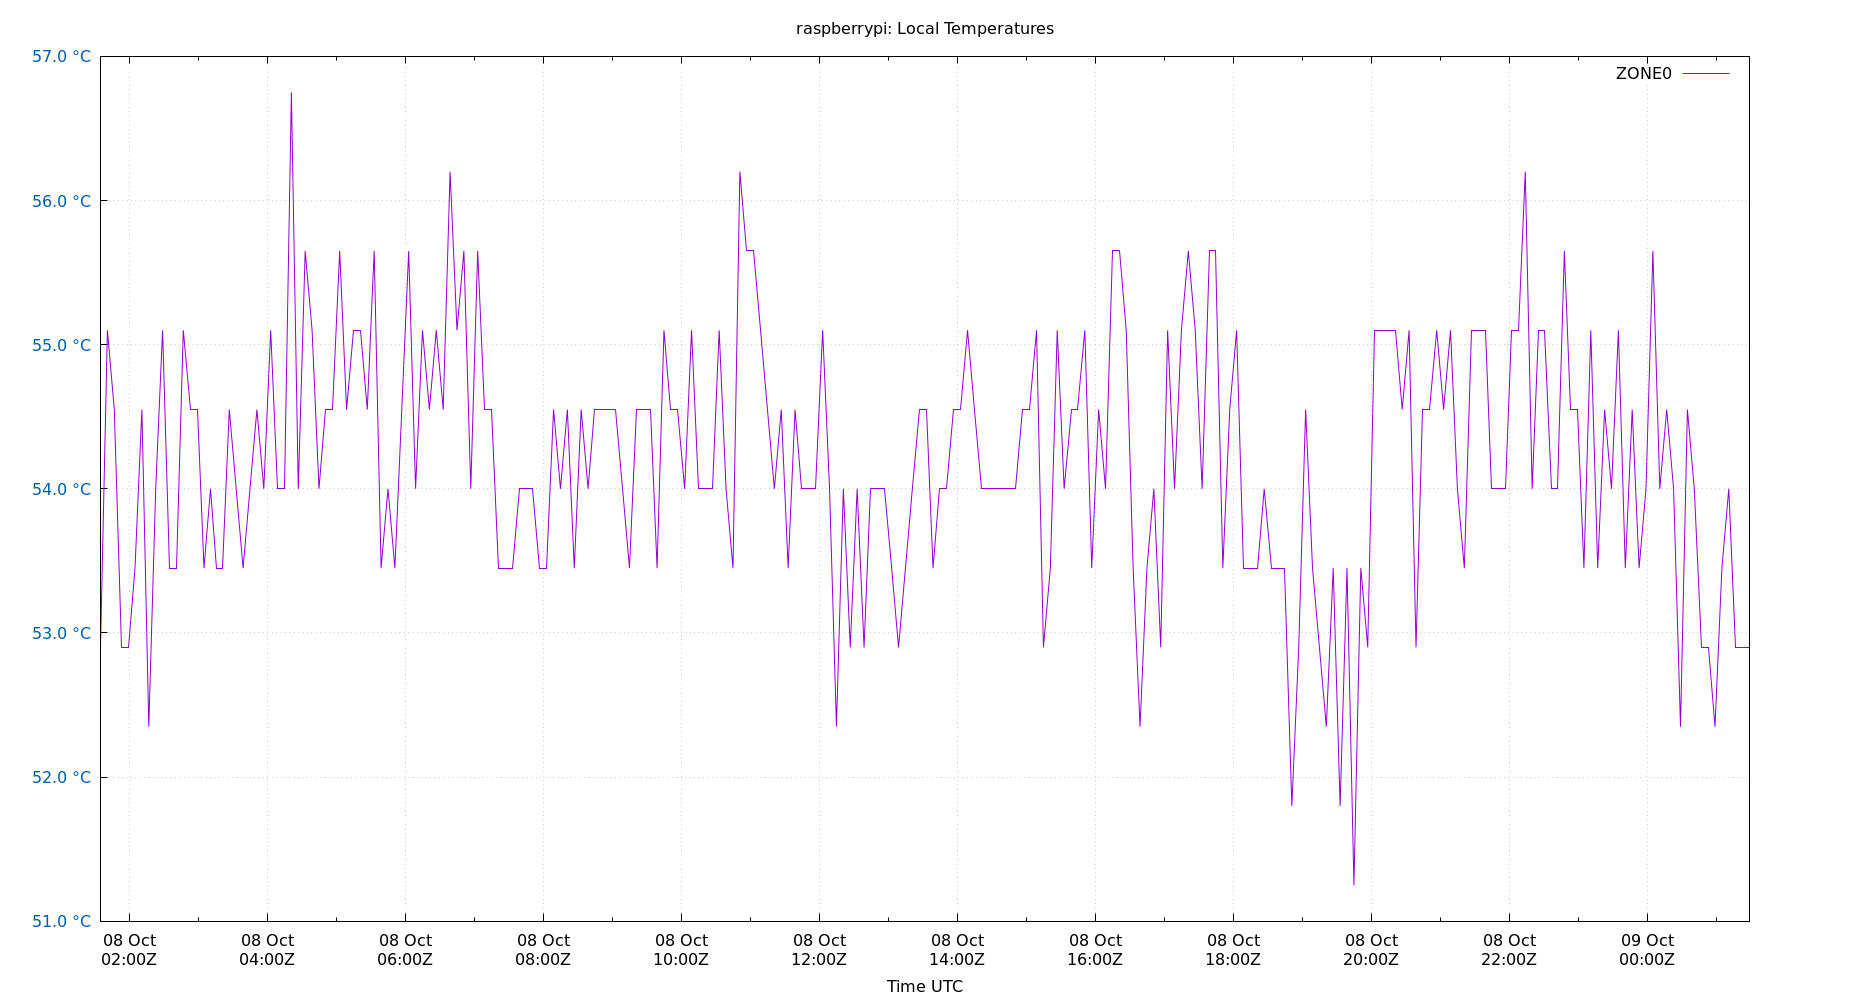 raspberrypi: Local Temperatures
57.0 °C
ZONE0
56.0 °C
55.0 °C
54.0 °C
53.0 °C
52.0 °C
51.0 °C
08 Oct 08 Oct 08 Oct 08 Oct 08 Oct 08 Oct 08 Oct 08 Oct 08 Oct 08 Oct 08 Oct 09 Oct
02:00Z 04:00Z 06:00Z 08:00Z 10:00Z 12:00Z 14:00Z 16:00Z 18:00Z 20:00Z 22:00Z 00:00Z
Time UTC